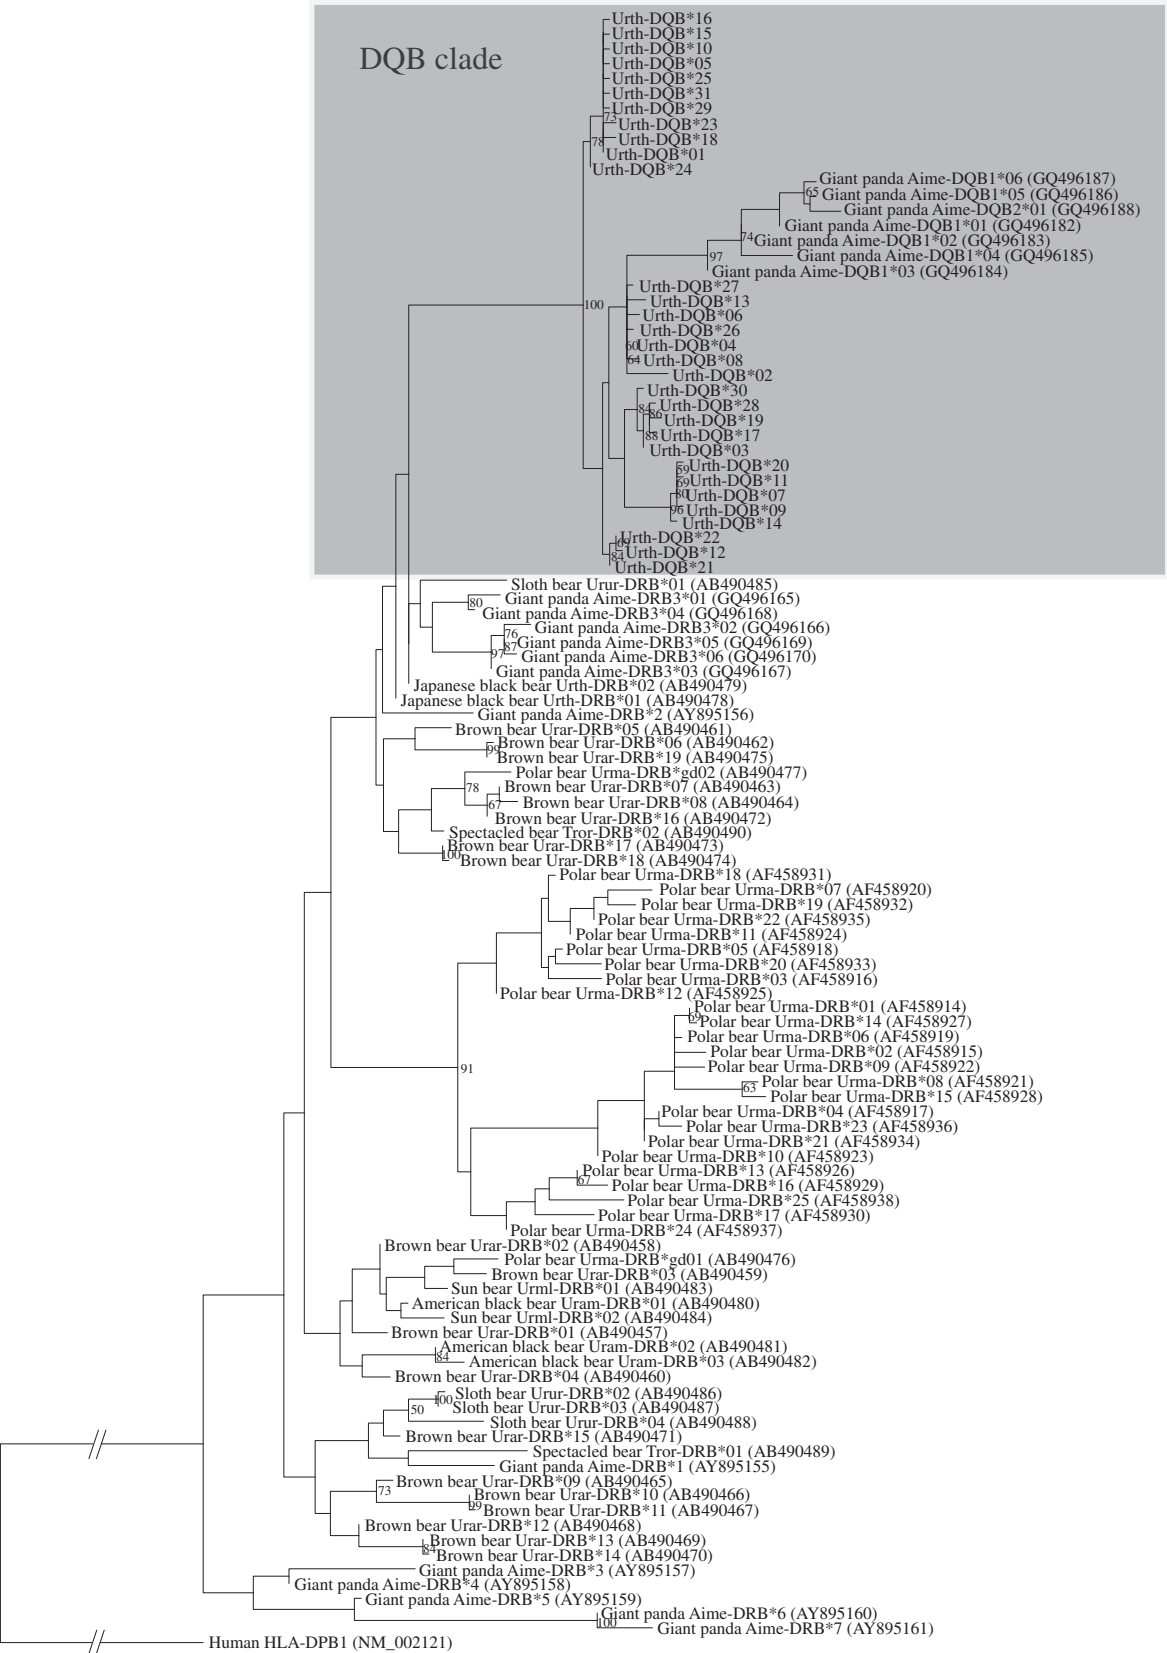 Urth-DQB*16
DQB clade
Urth-DQB*15
Urth-DQB*10
Urth-DQB*05
Urth-DQB*25
Urth-DQB*31
Urth-DQB*29
73
Urth-DQB*23
78
Urth-DQB*18
Urth-DQB*01
Urth-DQB*24
Giant panda Aime-DQB1*06 (GQ496187)
65
Giant panda Aime-DQB1*05 (GQ496186)
Giant panda Aime-DQB2*01 (GQ496188)
Giant panda Aime-DQB1*01 (GQ496182)
74
Giant panda Aime-DQB1*02 (GQ496183)
97
Giant panda Aime-DQB1*04 (GQ496185)
Giant panda Aime-DQB1*03 (GQ496184)
Urth-DQB*27
100
Urth-DQB*13
Urth-DQB*06
Urth-DQB*26
60
Urth-DQB*04
64
Urth-DQB*08
Urth-DQB*02
Urth-DQB*30
84
86
Urth-DQB*28
Urth-DQB*19
88
Urth-DQB*17
Urth-DQB*03
59
Urth-DQB*20
69
Urth-DQB*11
80
Urth-DQB*07
96
Urth-DQB*09
Urth-DQB*14
69
Urth-DQB*22
84
Urth-DQB*12
Urth-DQB*21
Sloth bear Urur-DRB*01 (AB490485)
80
Giant panda Aime-DRB3*01 (GQ496165)
Giant panda Aime-DRB3*04 (GQ496168)
76
Giant panda Aime-DRB3*02 (GQ496166)
87
Giant panda Aime-DRB3*05 (GQ496169)
97
Giant panda Aime-DRB3*06 (GQ496170)
Giant panda Aime-DRB3*03 (GQ496167)
Japanese black bear Urth-DRB*02 (AB490479)
Japanese black bear Urth-DRB*01 (AB490478)
Giant panda Aime-DRB*2 (AY895156)
Brown bear Urar-DRB*05 (AB490461)
99
Brown bear Urar-DRB*06 (AB490462)
Brown bear Urar-DRB*19 (AB490475)
Polar bear Urma-DRB*gd02 (AB490477)
78
Brown bear Urar-DRB*07 (AB490463)
67
Brown bear Urar-DRB*08 (AB490464)
Brown bear Urar-DRB*16 (AB490472)
Spectacled bear Tror-DRB*02 (AB490490)
Brown bear Urar-DRB*17 (AB490473)
100
Brown bear Urar-DRB*18 (AB490474)
Polar bear Urma-DRB*18 (AF458931)
Polar bear Urma-DRB*07 (AF458920)
Polar bear Urma-DRB*19 (AF458932)
Polar bear Urma-DRB*22 (AF458935)
Polar bear Urma-DRB*11 (AF458924)
Polar bear Urma-DRB*05 (AF458918)
Polar bear Urma-DRB*20 (AF458933)
Polar bear Urma-DRB*03 (AF458916)
Polar bear Urma-DRB*12 (AF458925)
Polar bear Urma-DRB*01 (AF458914)
69
Polar bear Urma-DRB*14 (AF458927)
Polar bear Urma-DRB*06 (AF458919)
Polar bear Urma-DRB*02 (AF458915)
91
Polar bear Urma-DRB*09 (AF458922)
Polar bear Urma-DRB*08 (AF458921)
63
Polar bear Urma-DRB*15 (AF458928)
Polar bear Urma-DRB*04 (AF458917)
Polar bear Urma-DRB*23 (AF458936)
Polar bear Urma-DRB*21 (AF458934)
Polar bear Urma-DRB*10 (AF458923)
Polar bear Urma-DRB*13 (AF458926)
67
Polar bear Urma-DRB*16 (AF458929)
Polar bear Urma-DRB*25 (AF458938)
Polar bear Urma-DRB*17 (AF458930)
Polar bear Urma-DRB*24 (AF458937)
Brown bear Urar-DRB*02 (AB490458)
Polar bear Urma-DRB*gd01 (AB490476)
Brown bear Urar-DRB*03 (AB490459)
Sun bear Urml-DRB*01 (AB490483)
American black bear Uram-DRB*01 (AB490480)
Sun bear Urml-DRB*02 (AB490484)
Brown bear Urar-DRB*01 (AB490457)
American black bear Uram-DRB*02 (AB490481)
84
American black bear Uram-DRB*03 (AB490482)
Brown bear Urar-DRB*04 (AB490460)
Sloth bear Urur-DRB*02 (AB490486)
100
50
Sloth bear Urur-DRB*03 (AB490487)
Sloth bear Urur-DRB*04 (AB490488)
Brown bear Urar-DRB*15 (AB490471)
Spectacled bear Tror-DRB*01 (AB490489)
Giant panda Aime-DRB*1 (AY895155)
Brown bear Urar-DRB*09 (AB490465)
73
Brown bear Urar-DRB*10 (AB490466)
99
Brown bear Urar-DRB*11 (AB490467)
Brown bear Urar-DRB*12 (AB490468)
Brown bear Urar-DRB*13 (AB490469)
84
Brown bear Urar-DRB*14 (AB490470)
Giant panda Aime-DRB*3 (AY895157)
Giant panda Aime-DRB*4 (AY895158)
Giant panda Aime-DRB*5 (AY895159)
Giant panda Aime-DRB*6 (AY895160)
100
Giant panda Aime-DRB*7 (AY895161)
Human HLA-DPB1 (NM_002121)